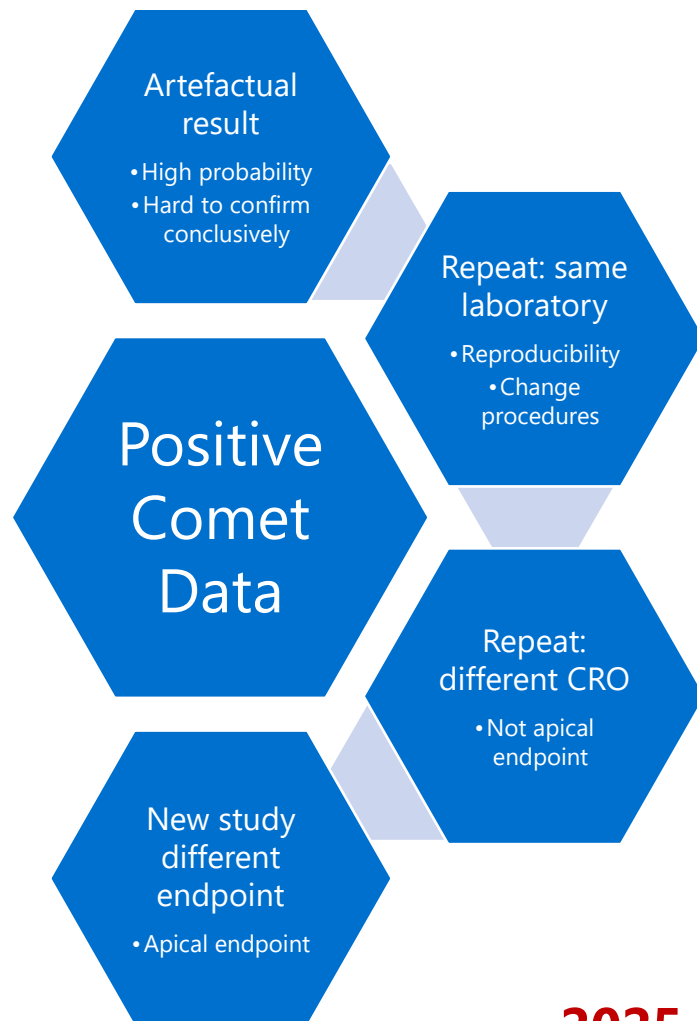 Artefactual
result
•High probability
•Hard to confirm
conclusively
Repeat: same
laboratory
•Reproducibility
•Change
procedures
Positive
Comet
Data
Repeat:
different CRO
•Not apical
endpoint
New study
different
endpoint
•Apical endpoint
2025